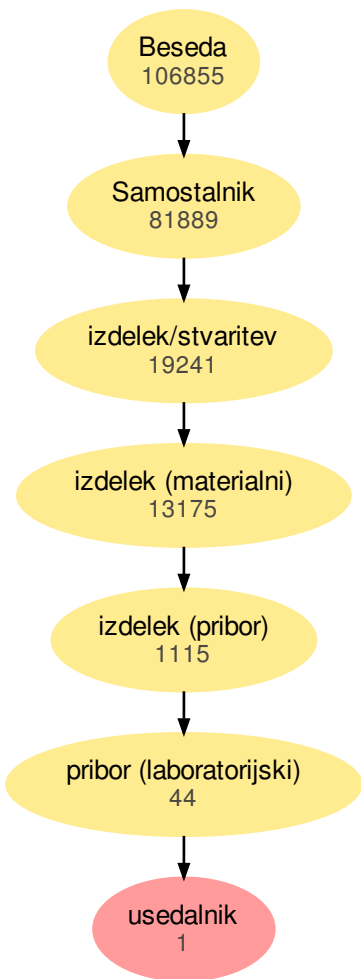 Beseda
106855
Samostalnik
81889
izdelek/stvaritev
19241
izdelek (materialni)
13175
izdelek (pribor)
1115
pribor (laboratorijski)
44
usedalnik
1